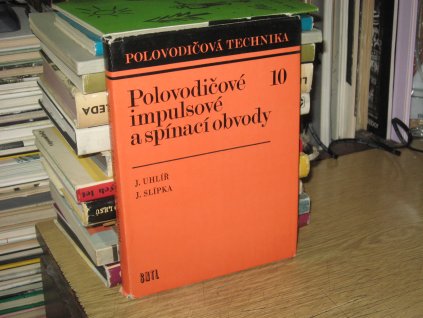 POLOVODIČOVÁ TECHNIKA
Polovodičové 10
impulsové
a spínací obvody
J. UHLÍŘ
J. SLÍPKA
SNTL